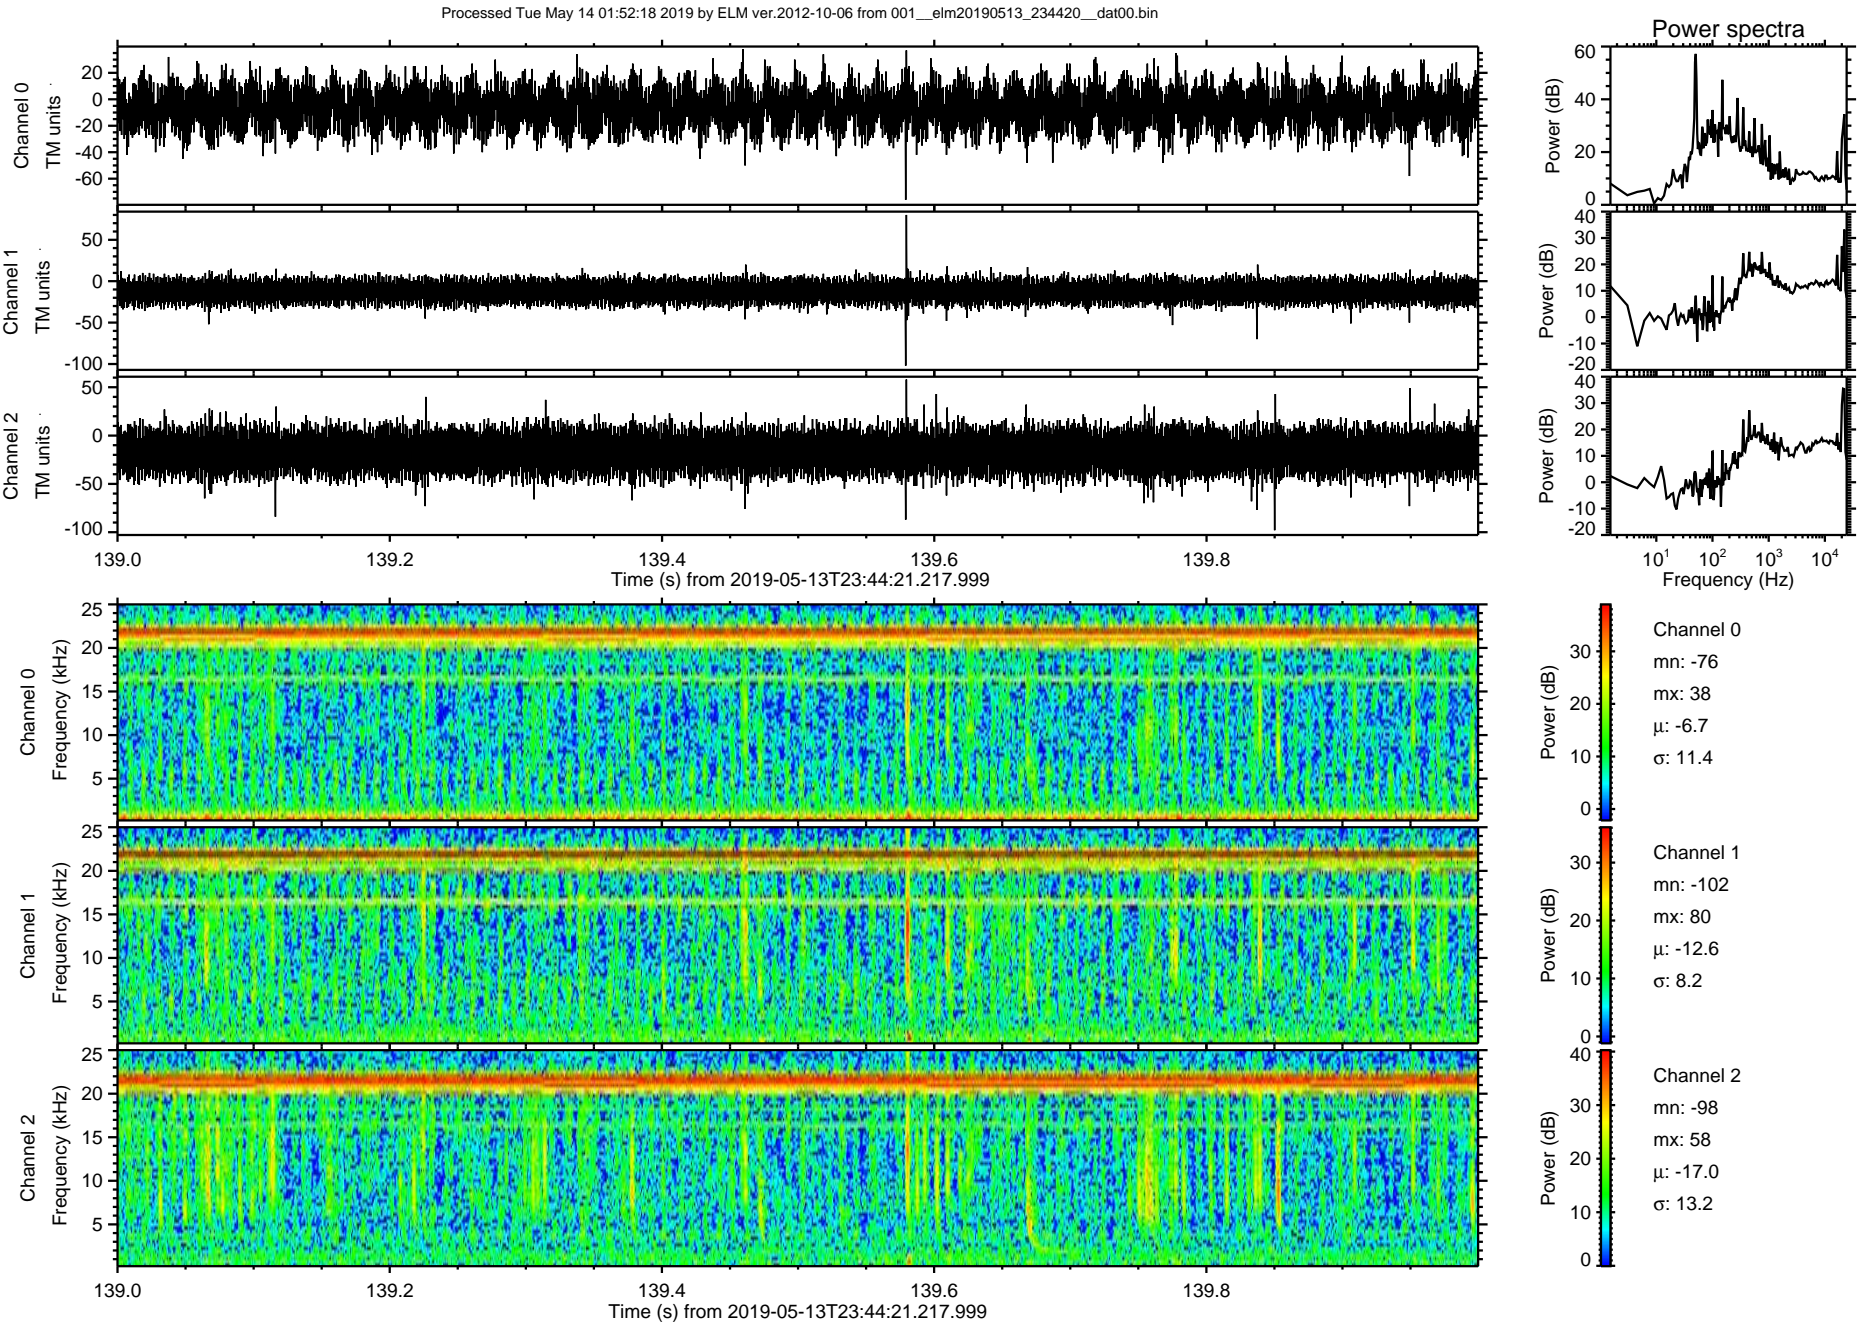 Processed Tue May 14 01:52:18 2019 by ELM ver.2012-10-06 from 001__elm20190513_234420__dat00.bin
Power spectra
Channel 0
TM units
20
0
-20
-40
-60
Power (dB)
60
40
20
0
Channel 1
TM units
50
0
-50
-100
Power (dB)
40
30
20
10
0
-10
-20
Channel 2
TM units
50
0
-50
-100
Power (dB)
40
30
20
10
0
-10
-20
139.0 139.2 139.4 139.6 139.8
Time (s) from 2019-05-13T23:44:21.217.999
10¹ 10² 10³ 10⁴
Frequency (Hz)
Channel 0
Frequency (kHz)
25
20
15
10
5
Power (dB)
30
20
10
0
Channel 0
mn: -76
mx: 38
μ: -6.7
σ: 11.4
Channel 1
Frequency (kHz)
25
20
15
10
5
Power (dB)
30
20
10
0
Channel 1
mn: -102
mx: 80
μ: -12.6
σ: 8.2
Channel 2
Frequency (kHz)
25
20
15
10
5
Power (dB)
40
30
20
10
0
Channel 2
mn: -98
mx: 58
μ: -17.0
σ: 13.2
139.0 139.2 139.4 139.6 139.8
Time (s) from 2019-05-13T23:44:21.217.999